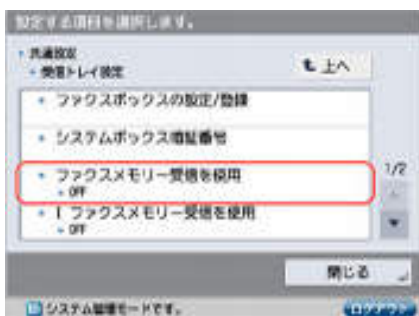 設定する項目を選択します。
共通設定
受信トレイ設定
上へ
ファクスボックスの設定/登録
システムボックス暗証番号
ファクスメモリー受信を使用
OFF
I ファクスメモリー受信を使用
OFF
1/2
閉じる
システム管理モードです。
ログアウト